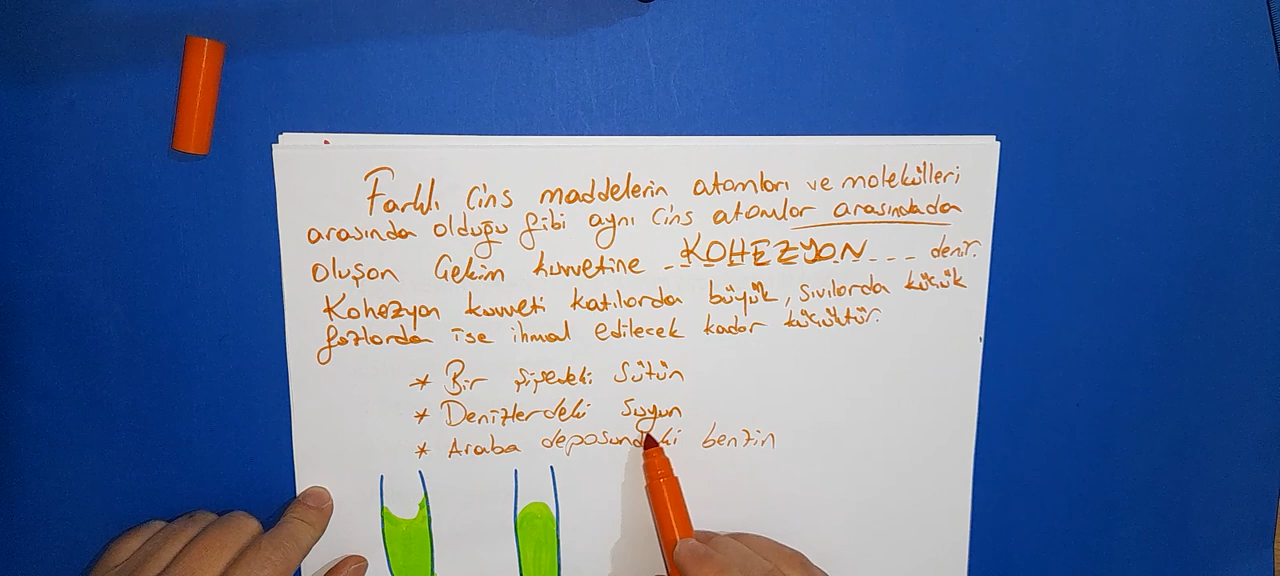 Farklı Cins maddelerin atomları ve molekülleri
arasında olduğu gibi aynı cins atomlar arasındada
oluşan Çekim kuvvetine _KOHEZYON___ denir.
Kohezyon kuvveti katılarda büyük, sıvılarda küçük
gazlarda ise ihmal edilecek kadar küçüktür.
* Bir Şişedeki Sütün
* Denizlerdeki Suyun
* Araba deposundaki benzin